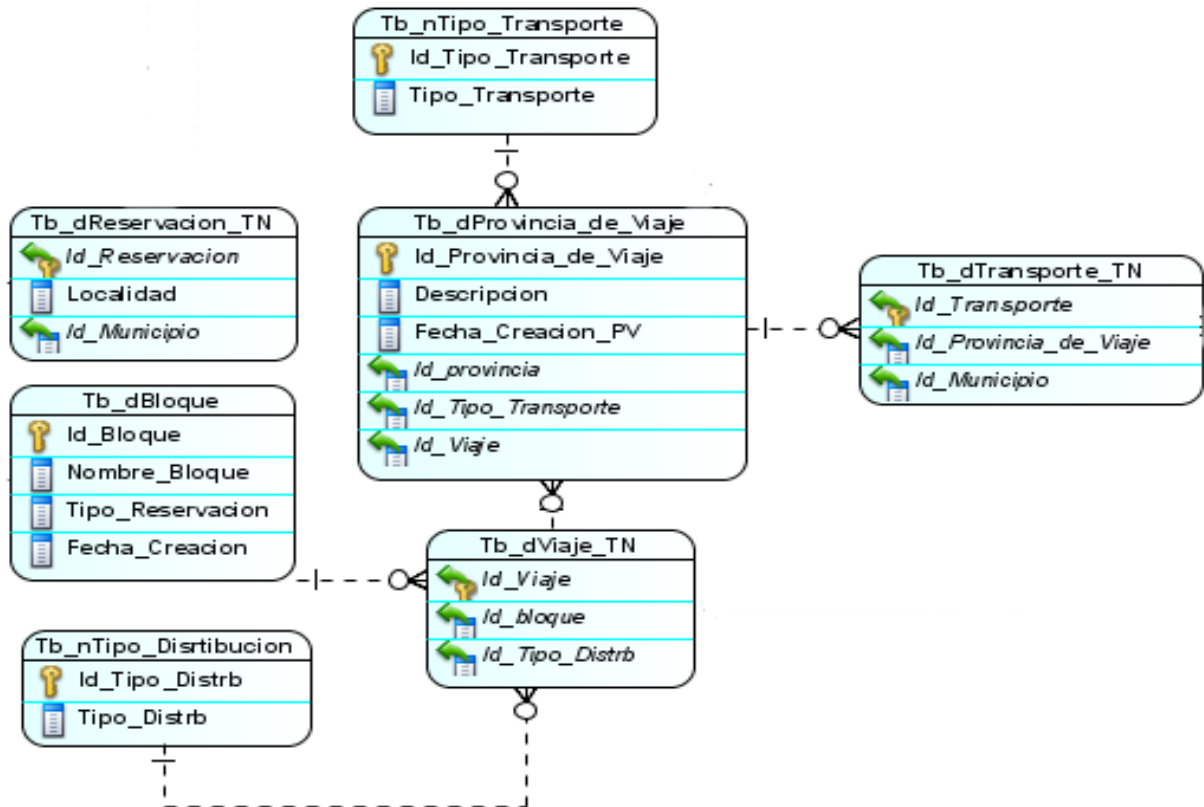 Tb_nTipo_Transporte
Id_Tipo_Transporte
Tipo_Transporte
Tb_dReservacion_TN
Id_Reservacion
Localidad
Id_Municipio
Tb_dProvincia_de_Viaje
Id_Provincia_de_Viaje
Descripcion
Fecha_Creacion_PV
Id_provincia
Id_Tipo_Transporte
Id_Viaje
Tb_dTransporte_TN
Id_Transporte
Id_Provincia_de_Viaje
Id_Municipio
Tb_dBloque
Id_Bloque
Nombre_Bloque
Tipo_Reservacion
Fecha_Creacion
Tb_dViaje_TN
Id_Viaje
Id_bloque
Id_Tipo_Distrb
Tb_nTipo_Disrtibucion
Id_Tipo_Distrb
Tipo_Distrb